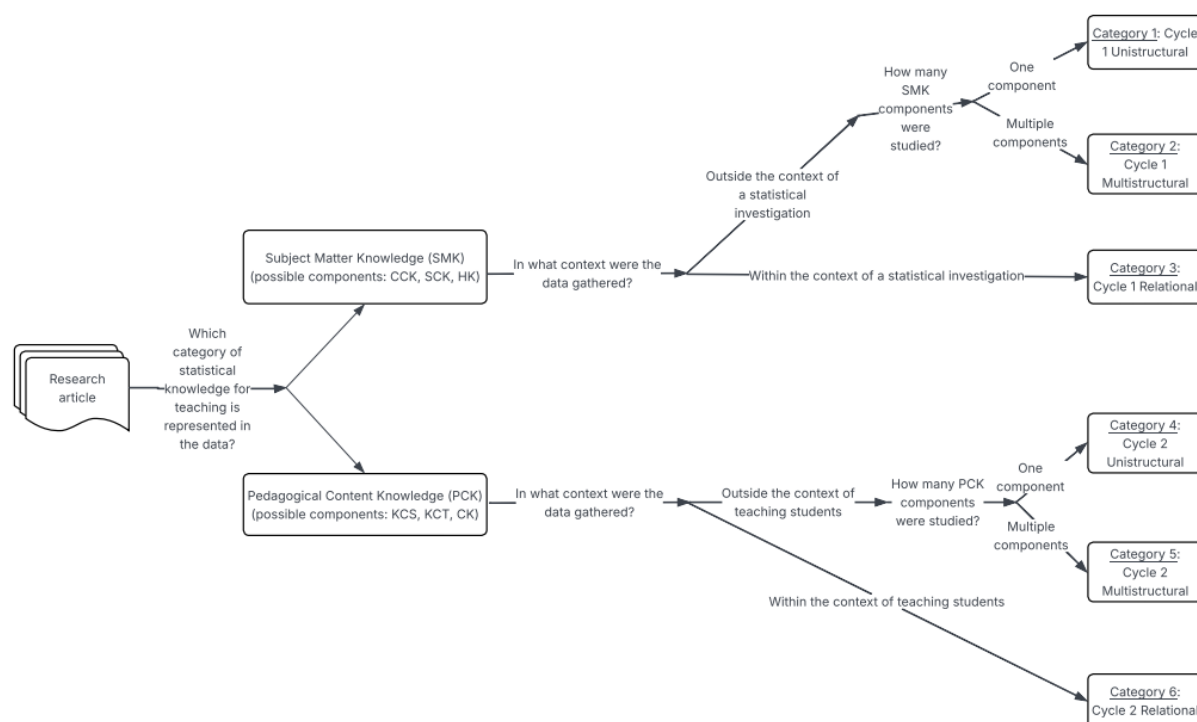 Research
article
Which
category of
statistical
knowledge for
teaching is
represented in
the data?
Subject Matter Knowledge (SMK)
(possible components: CCK, SCK, HK)
In what context were the
data gathered?
Outside the context of
a statistical
investigation
How many
SMK
components
were
studied?
One
component
Category 1: Cycle
1 Unistructural
Multiple
components
Category 2:
Cycle 1
Multistructural
Within the context of a statistical investigation
Category 3:
Cycle 1 Relational
Pedagogical Content Knowledge (PCK)
(possible components: KCS, KCT, CK)
In what context were the
data gathered?
Outside the context of
teaching students
How many PCK
components
were studied?
One
component
Category 4:
Cycle 2
Unistructural
Multiple
components
Category 5:
Cycle 2
Multistructural
Within the context of teaching students
Category 6:
Cycle 2 Relational